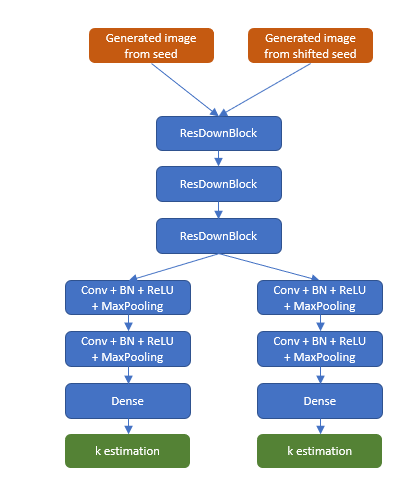 Generated image
from seed
Generated image
from shifted seed
ResDownBlock
ResDownBlock
ResDownBlock
Conv + BN + ReLU
+ MaxPooling
Conv + BN + ReLU
+ MaxPooling
Conv + BN + ReLU
+ MaxPooling
Conv + BN + ReLU
+ MaxPooling
Dense
Dense
k estimation
k estimation